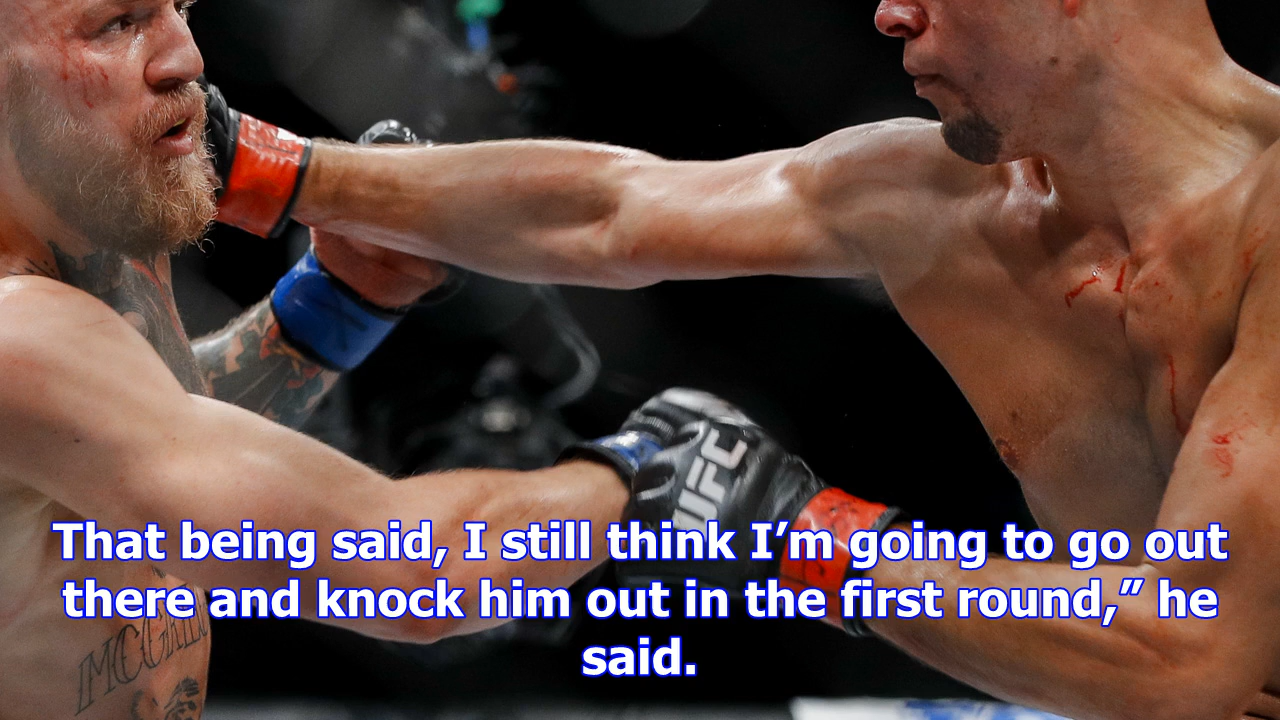 UFC
That being said, I still think I’m going to go out
there and knock him out in the first round,” he
said.